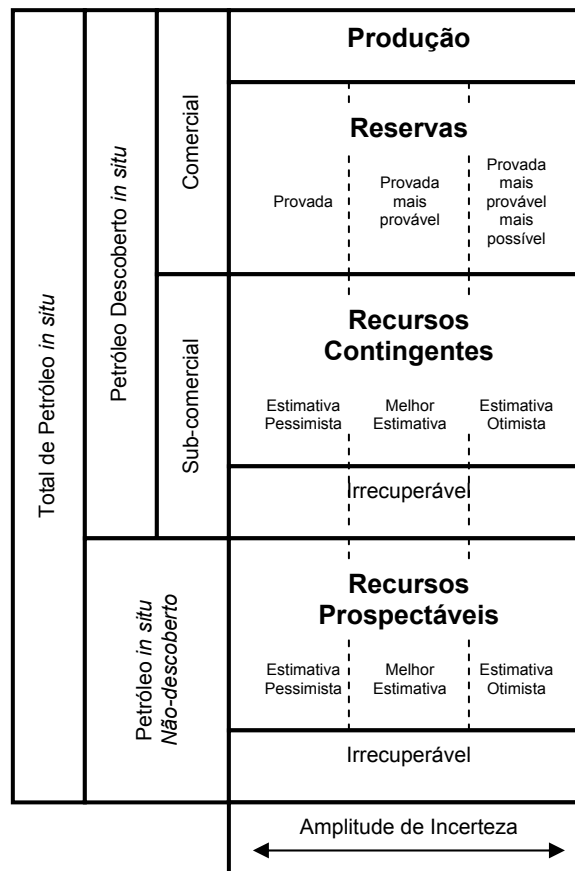 Total de Petróleo in situ
Petróleo Descoberto in situ
Comercial
Produção
Reservas
Provada
Provada
mais
provável
Provada
mais
provável
mais
possível
Sub-comercial
Recursos
Contingentes
Estimativa
Pessimista
Melhor
Estimativa
Estimativa
Otimista
Irrecuperável
Petróleo in situ
Não-descoberto
Recursos
Prospectáveis
Estimativa
Pessimista
Melhor
Estimativa
Estimativa
Otimista
Irrecuperável
Amplitude de Incerteza